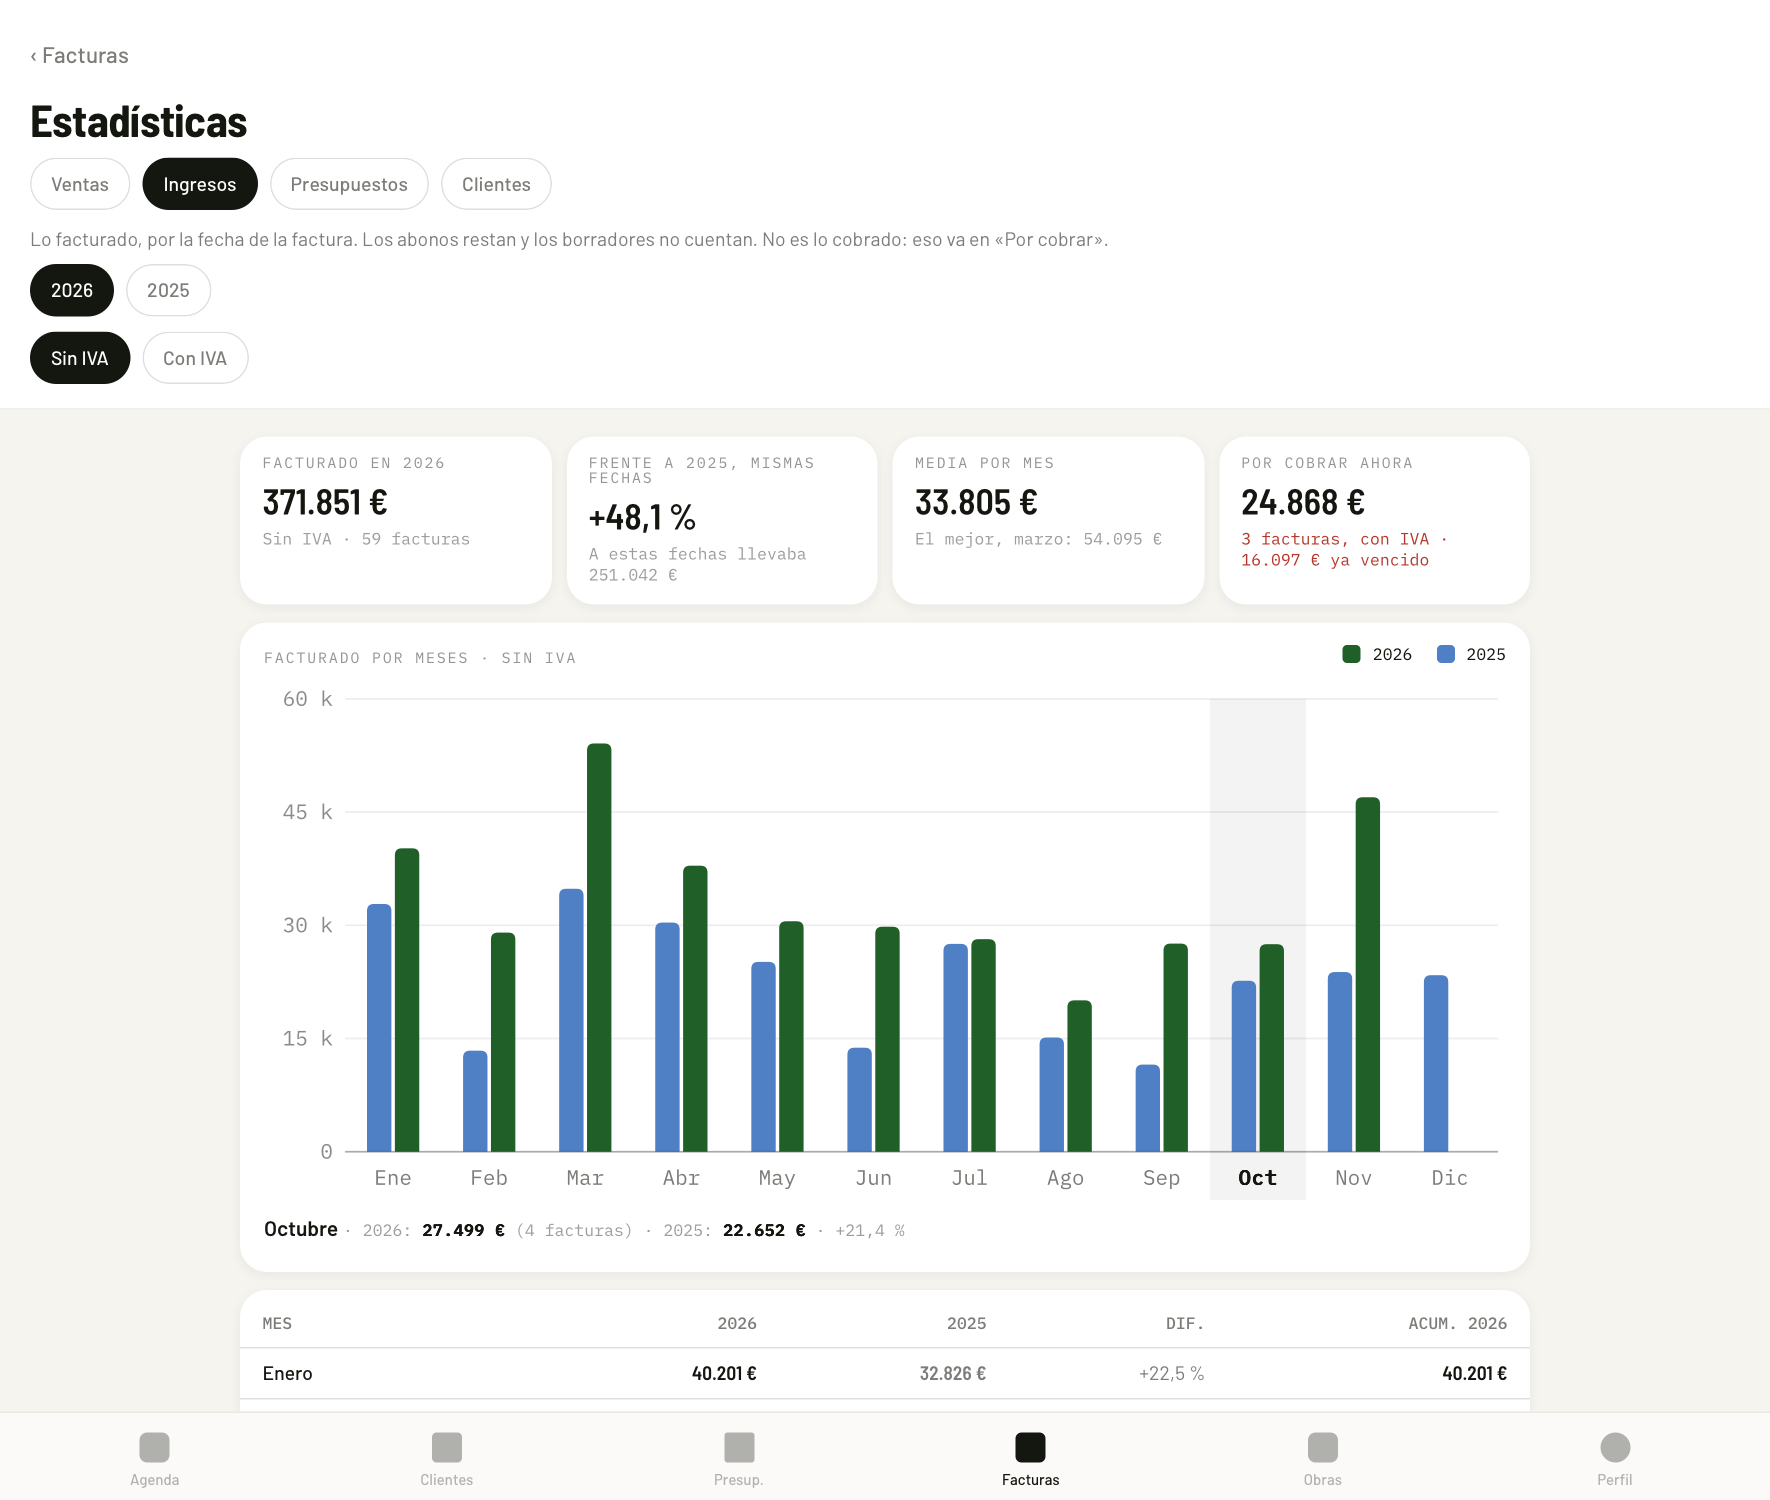 ‹ Facturas
Estadísticas
Ventas Ingresos Presupuestos Clientes
Lo facturado, por la fecha de la factura. Los abonos restan y los borradores no cuentan. No es lo cobrado: eso va en «Por cobrar».
2026 2025
Sin IVA Con IVA
FACTURADO EN 2026
371.851 €
Sin IVA · 59 facturas
FRENTE A 2025, MISMAS
FECHAS
+48,1 %
A estas fechas llevaba
251.042 €
MEDIA POR MES
33.805 €
El mejor, marzo: 54.095 €
POR COBRAR AHORA
24.868 €
3 facturas, con IVA ·
16.097 € ya vencido
FACTURADO POR MESES · SIN IVA
2026 2025
60 k
45 k
30 k
15 k
0
Ene Feb Mar Abr May Jun Jul Ago Sep Oct Nov Dic
Octubre · 2026: 27.499 € (4 facturas) · 2025: 22.652 € · +21,4 %
MES 2026 2025 DIF. ACUM. 2026
Enero 40.201 € 32.826 € +22,5 % 40.201 €
Agenda Clientes Presup. Facturas Obras Perfil